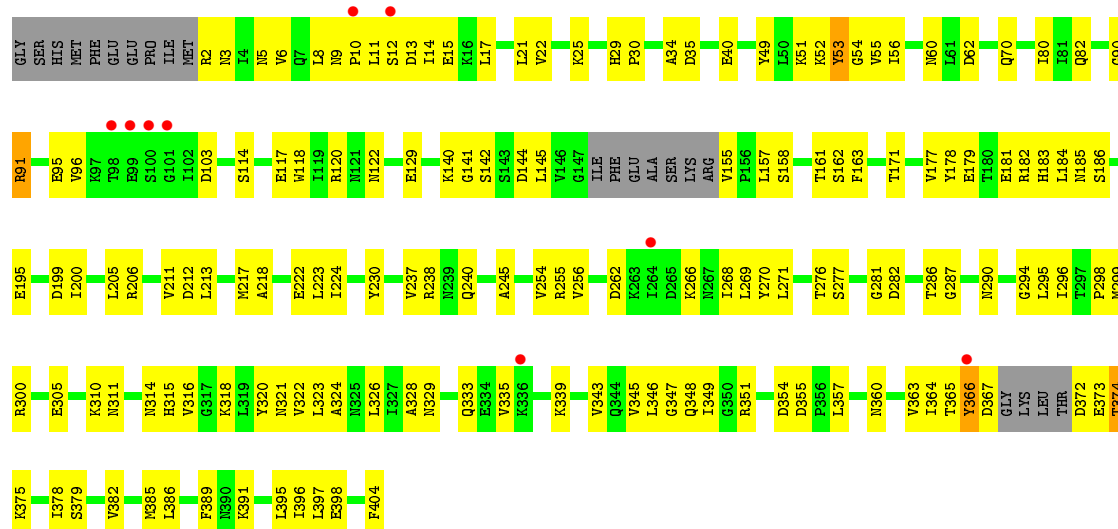 GLY SER HIS MET PHE GLU GLU PRO ILE MET R2 N3 I4 N5 V6 Q7 L8 N9 P10 L11 S12 D13 I14 E15 K16 L17 L21 V22 K25 H29 P30 A34 D35 E40 Y49 L50 K51 K52 Y53 G54 V55 I56 N60 L61 D62 Q70 I80 I81 Q82
R91 E95 V96 K97 T98 E99 S100 G101 I102 D103 S114 E117 W118 I119 R120 N121 N122 E129 K140 G141 S142 S143 D144 L145 V146 G147 ILE PHE GLU ALA SER LYS ARG V155 P156 L157 S158 T161 S162 F163 T171 V177 Y178 E179 T180 E181 R182 H183 L184 N185 S186
E195 D199 I200 L205 R206 V211 D212 L213 M217 A218 E222 L223 I224 Y230 V237 R238 N239 Q240 A245 V254 R255 V256 D262 K263 I264 D265 K266 N267 I268 L269 Y270 L271 T276 S277 G281 D282 T286 G287 N290 G294 L295 I296 T297 P298 M299
R300 E305 K310 N311 N314 H315 V316 G317 K318 L319 Y320 N321 V322 L323 A324 N325 L326 I327 A328 N329 Q333 E334 V335 K336 K339 V343 Q344 V345 L346 G347 Q348 I349 G350 R351 D354 D355 P356 L357 N360 V363 I364 T365 Y366 D367 GLY LYS LEU THR D372 E373
K375 I378 S379 V382 M385 L386 F389 N390 K391 L395 I396 L397 E398 F404